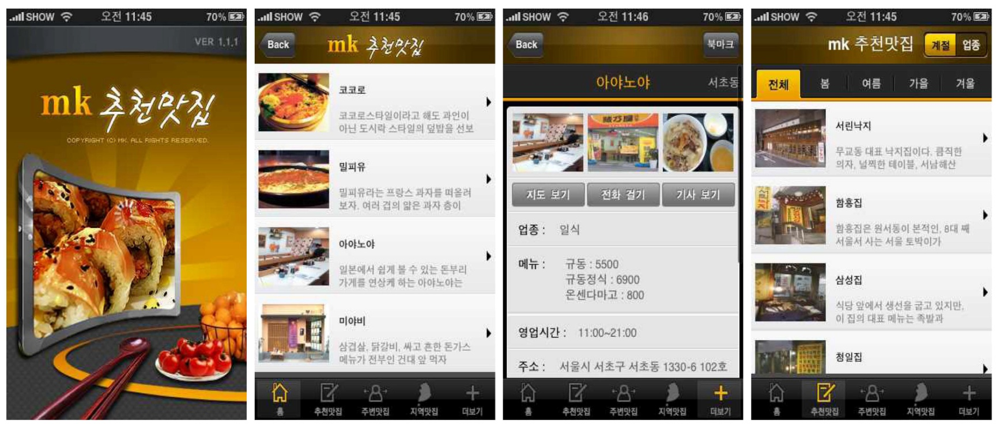 SHOW 오전 11:45 70%
VER 1.1.1
mk 추천맛집
COPYRIGHT (C) MK. ALL RIGHTS RESERVED.
SHOW 오전 11:45 70%
Back mk 추천맛집
코코로
코코로스타일이라고 해도 과언이
아닌 도시락 스타일의 덮밥을 선보
밀피유
밀피유라는 프랑스 과자를 떠올려
보자. 여러 겹의 얇은 과자 층이
아야노야
일본에서 쉽게 볼 수 있는 돈부리
가게를 연상케 하는 아야노야는
미야비
삼겹살, 닭갈비, 싸고 흔한 돈가스
메뉴가 전부인 건대 앞 먹자
홈 추천맛집 주변맛집 지역맛집 더보기
SHOW 오전 11:46 70%
Back 북마크
아야노야 서초동
지도 보기 전화 걸기 기사 보기
업종 : 일식
메뉴 : 규동 : 5500
규동정식 : 6900
온센다마고 : 800
영업시간 : 11:00~21:00
주소 : 서울시 서초구 서초동 1330-6 102호
홈 추천맛집 주변맛집 지역맛집 더보기
SHOW 오전 11:45 70%
mk 추천맛집 계절 업종
전체 봄 여름 가을 겨울
서린낙지
무교동 대표 낙지집이다. 큼직한
의자, 널찍한 테이블, 서남해산
함흥집
함흥집은 원서동이 본적인, 8대 째
서울서 사는 서울 토박이가
삼성집
식당 앞에서 생선을 굽고 있지만,
이 집의 대표 메뉴는 족발과
청일집
홈 추천맛집 주변맛집 지역맛집 더보기